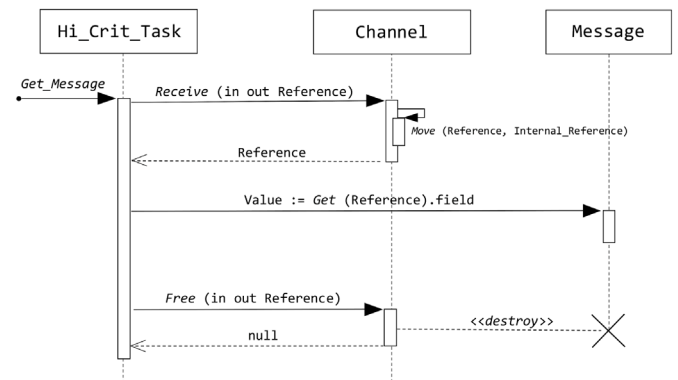 Hi_Crit_Task
Channel
Message
Get_Message
Receive (in out Reference)
Move (Reference, Internal_Reference)
Reference
Value := Get (Reference).field
Free (in out Reference)
<<destroy>>
null